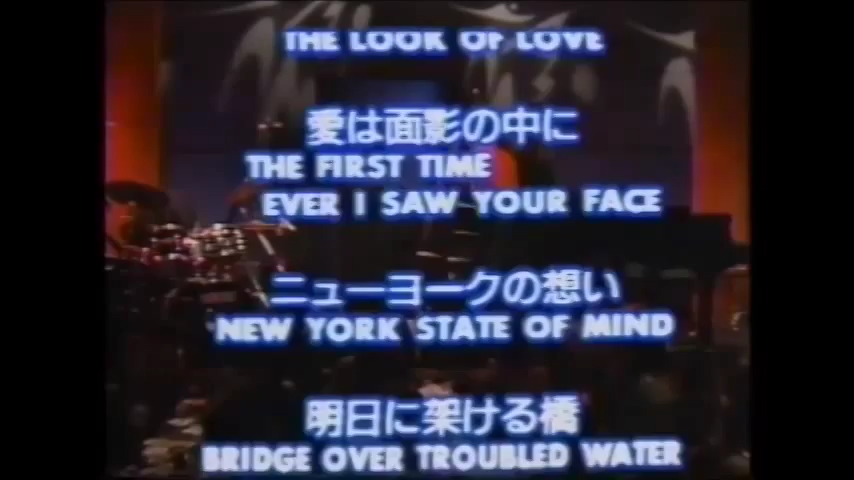 THE LOOK OF LOVE
愛は面影の中に
THE FIRST TIME
EVER I SAW YOUR FACE
ニューヨークの想い
NEW YORK STATE OF MIND
明日に架ける橋
BRIDGE OVER TROUBLED WATER